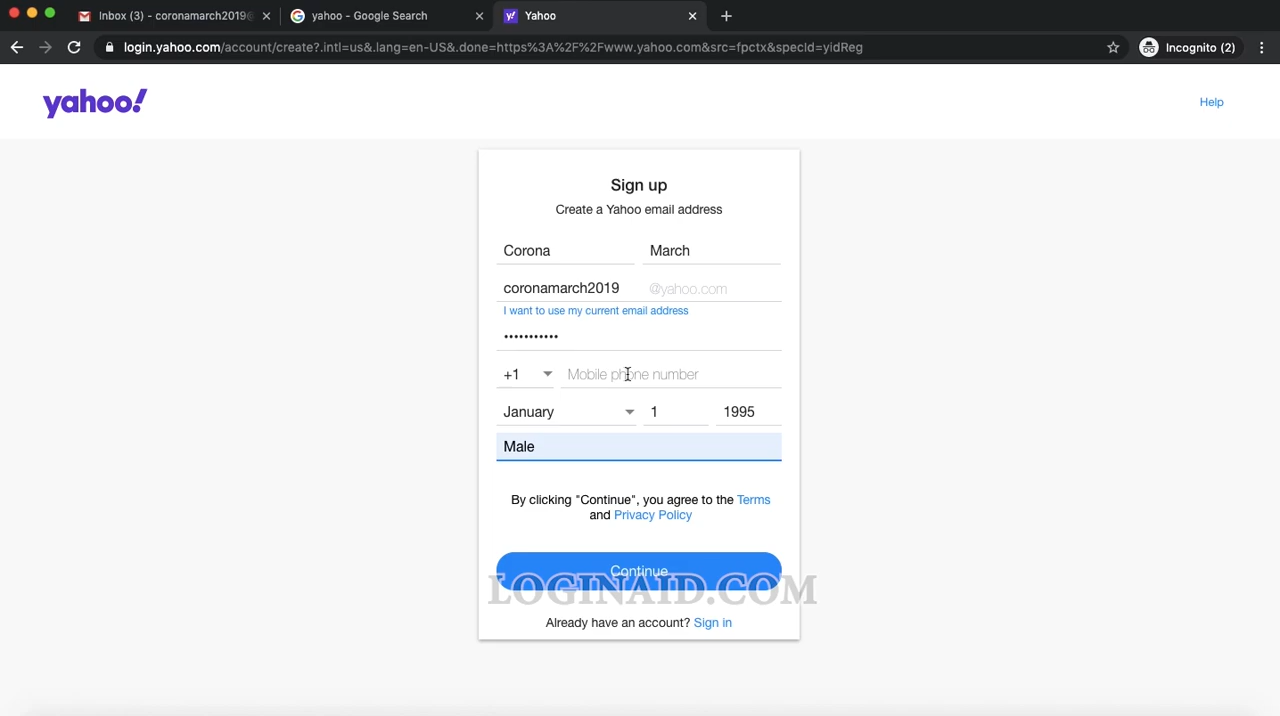 Inbox (3) - coronamarch2019@
yahoo - Google Search
Yahoo
login.yahoo.com/account/create?.intl=us&.lang=en-US&.done=https%3A%2F%2Fwww.yahoo.com&src=fpctx&specId=yidReg
Incognito (2)
yahoo!
Help
Sign up
Create a Yahoo email address
Corona March
coronamarch2019 @yahoo.com
I want to use my current email address
+1 Mobile phone number
January 1 1995
Male
By clicking "Continue", you agree to the Terms
and Privacy Policy
Continue
LOGINAID.COM
Already have an account? Sign in